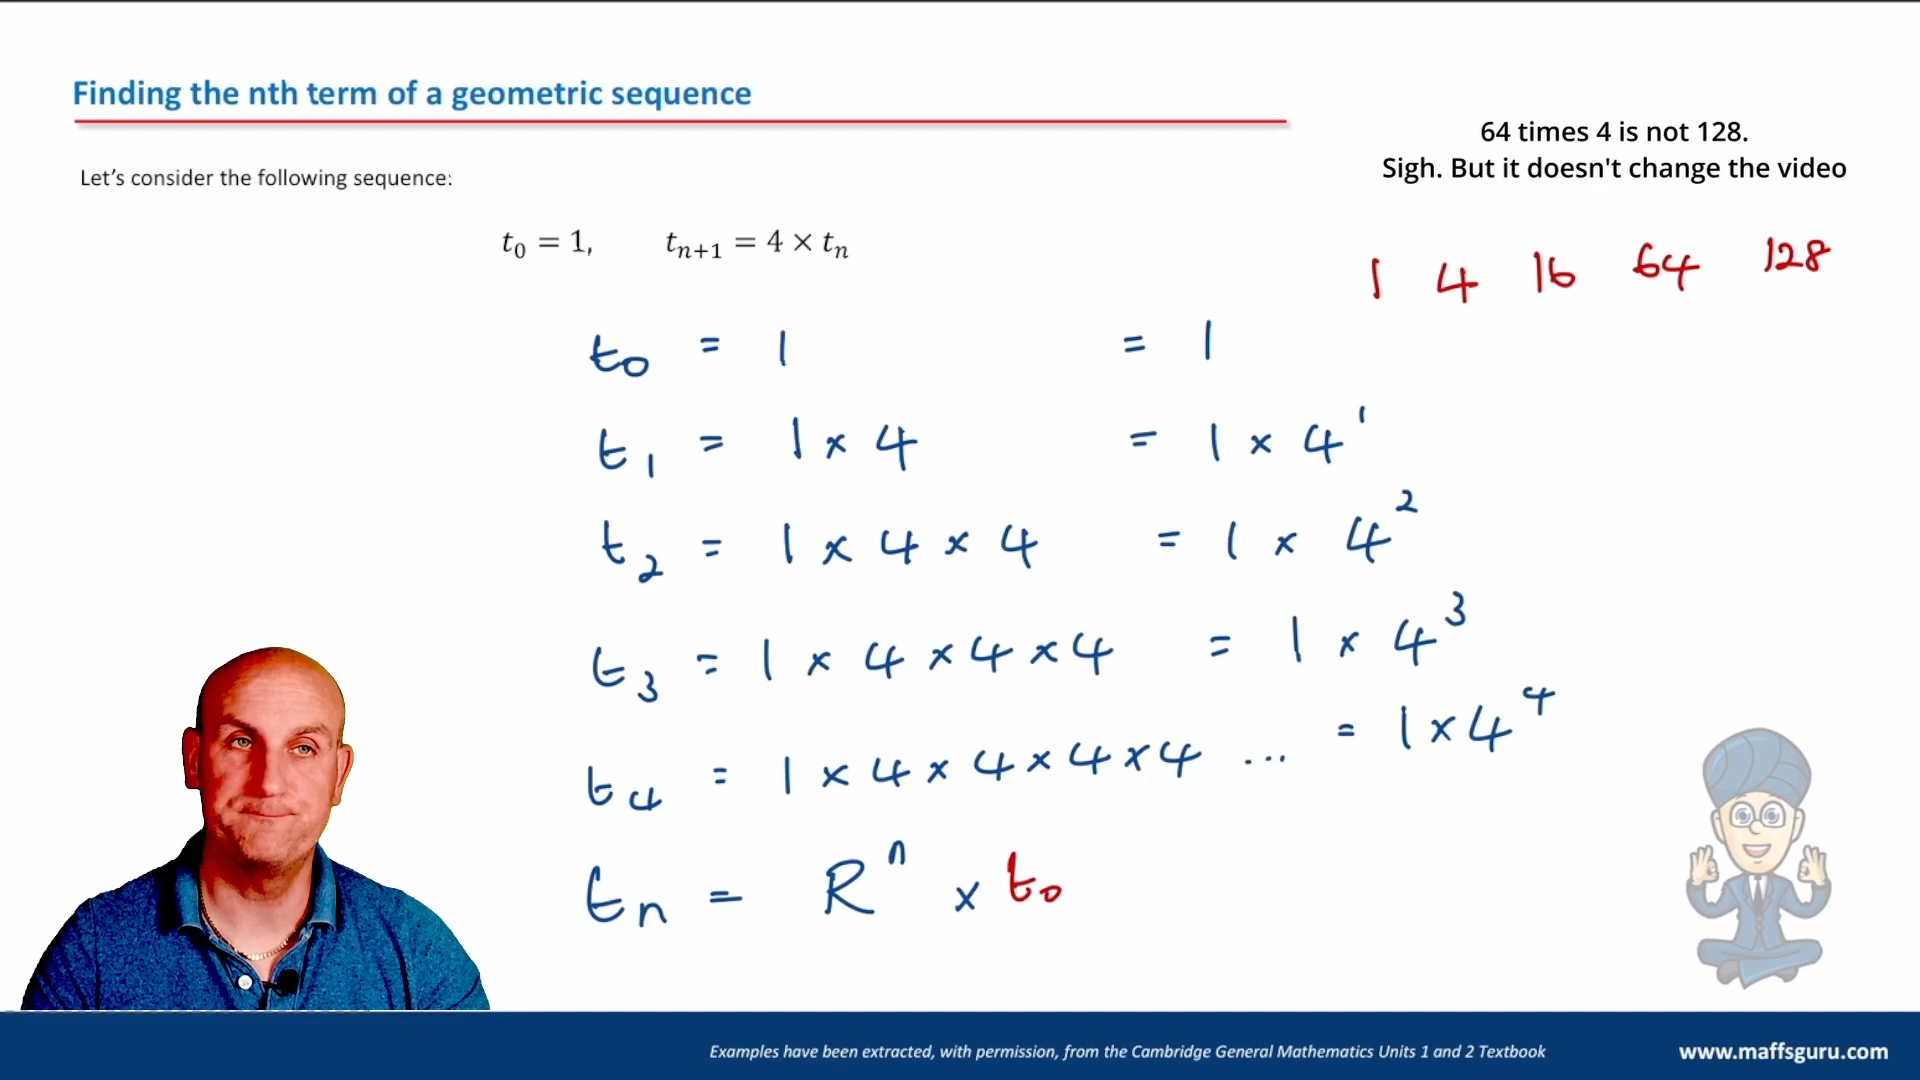 Finding the nth term of a geometric sequence
64 times 4 is not 128.
Sigh. But it doesn't change the video
Let's consider the following sequence:
t₀ = 1, tₙ₊₁ = 4 × tₙ
1 4 16 64 128
t₀ = 1 = 1
t₁ = 1 × 4 = 1 × 4¹
t₂ = 1 × 4 × 4 = 1 × 4²
t₃ = 1 × 4 × 4 × 4 = 1 × 4³
t₄ = 1 × 4 × 4 × 4 × 4 ... = 1 × 4⁴
tₙ = Rⁿ × t₀
Examples have been extracted, with permission, from the Cambridge General Mathematics Units 1 and 2 Textbook
www.maffsguru.com